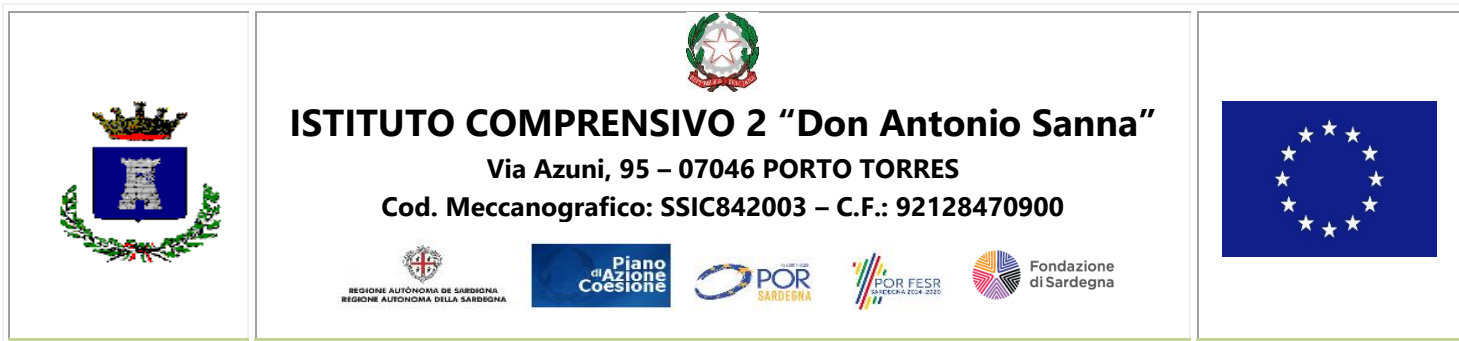 ISTITUTO COMPRENSIVO 2 “Don Antonio Sanna”
Via Azuni, 95 – 07046 PORTO TORRES
Cod. Meccanografico: SSIC842003 – C.F.: 92128470900
REGIONE AUTÒNOMA DE SARDIGNA
REGIONE AUTONOMA DELLA SARDEGNA
Piano
di Azione
Coesione
POR
SARDEGNA
POR FESR
SARDEGNA 2014-2020
Fondazione
di Sardegna